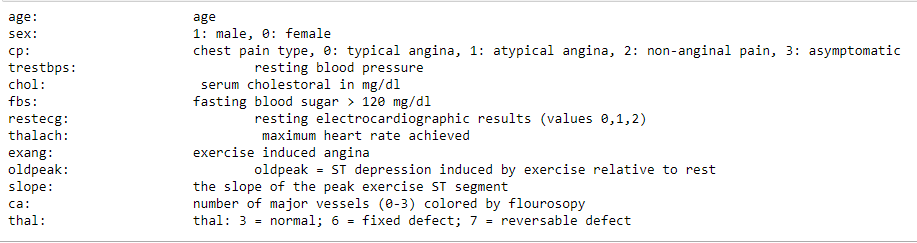 age: age
sex: 1: male, 0: female
cp: chest pain type, 0: typical angina, 1: atypical angina, 2: non-anginal pain, 3: asymptomatic
trestbps: resting blood pressure
chol: serum cholestoral in mg/dl
fbs: fasting blood sugar > 120 mg/dl
restecg: resting electrocardiographic results (values 0,1,2)
thalach: maximum heart rate achieved
exang: exercise induced angina
oldpeak: oldpeak = ST depression induced by exercise relative to rest
slope: the slope of the peak exercise ST segment
ca: number of major vessels (0-3) colored by flourosopy
thal: thal: 3 = normal; 6 = fixed defect; 7 = reversable defect